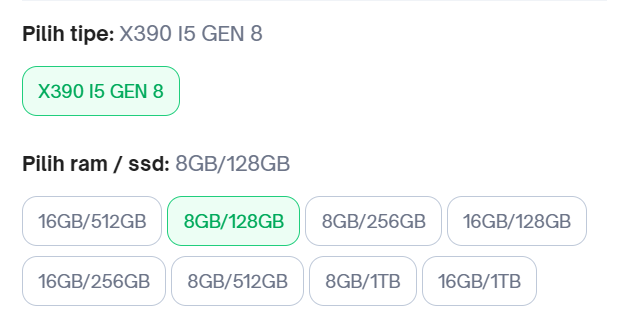 Pilih tipe: X390 I5 GEN 8
X390 I5 GEN 8
Pilih ram / ssd: 8GB/128GB
16GB/512GB 8GB/128GB 8GB/256GB 16GB/128GB
16GB/256GB 8GB/512GB 8GB/1TB 16GB/1TB